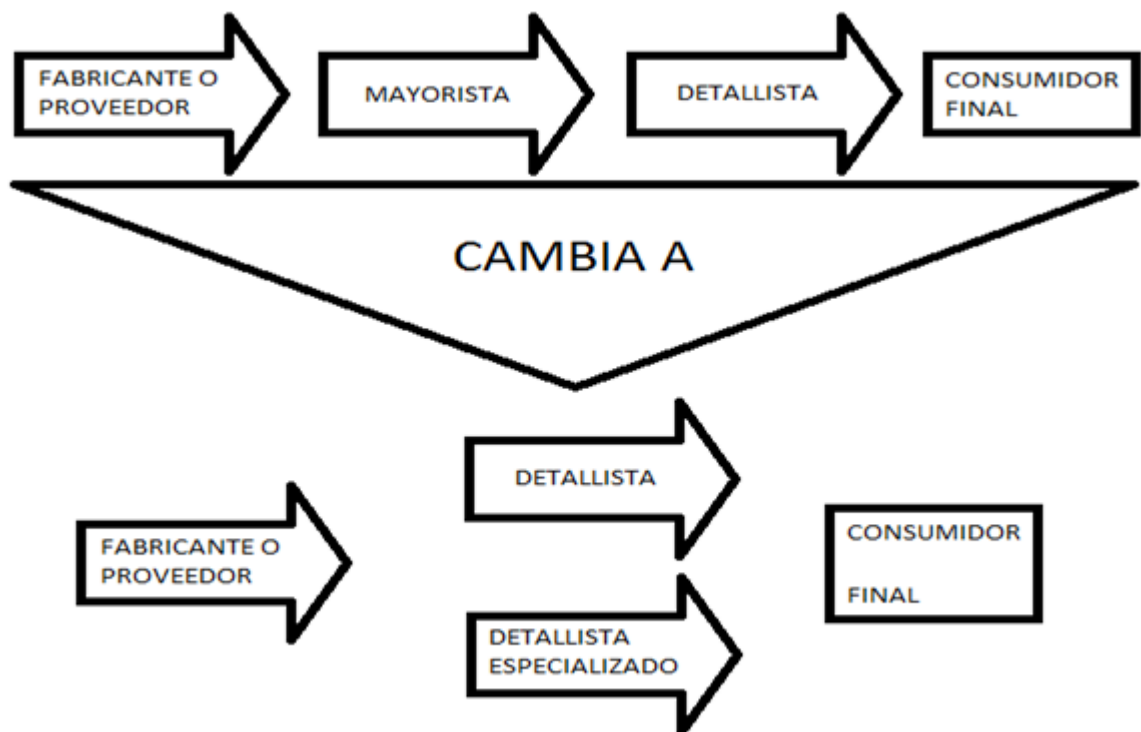 FABRICANTE O
PROVEEDOR
MAYORISTA
DETALLISTA
CONSUMIDOR
FINAL
CAMBIA A
DETALLISTA
FABRICANTE O
PROVEEDOR
CONSUMIDOR
FINAL
DETALLISTA
ESPECIALIZADO